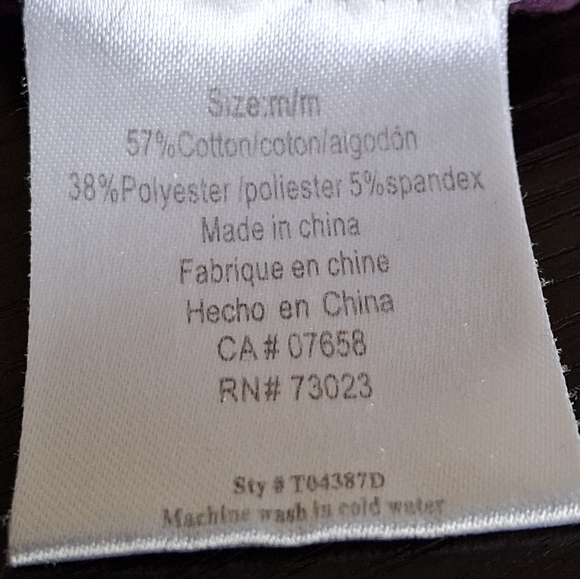 Size:m/m
57%Cotton/coton/algodón
38%Polyester /poliester 5%spandex
Made in china
Fabrique en chine
Hecho en China
CA# 07658
RN# 73023
Sty # T04387D
Machine wash in cold water